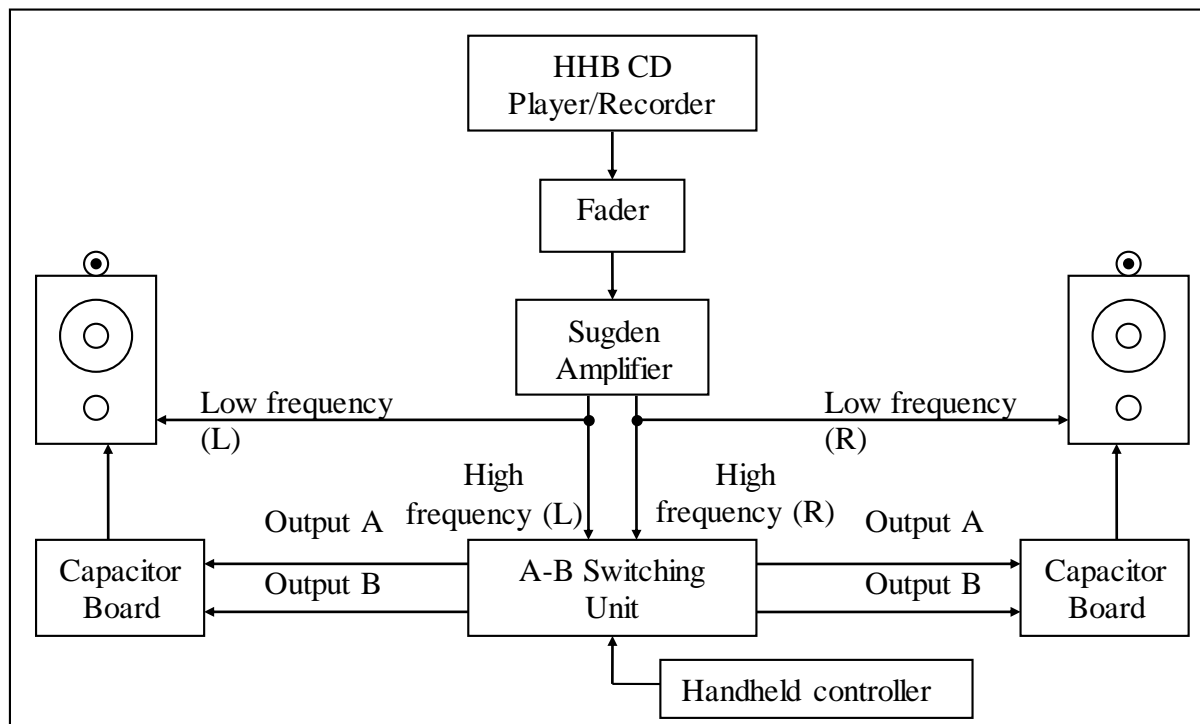 HHB CD
Player/Recorder
Fader
Sugden
Amplifier
Low frequency
(L)
Low frequency
(R)
High
frequency (L)
High
frequency (R)
Output A
Output B
Output A
Output B
Capacitor
Board
A-B Switching
Unit
Capacitor
Board
Handheld controller